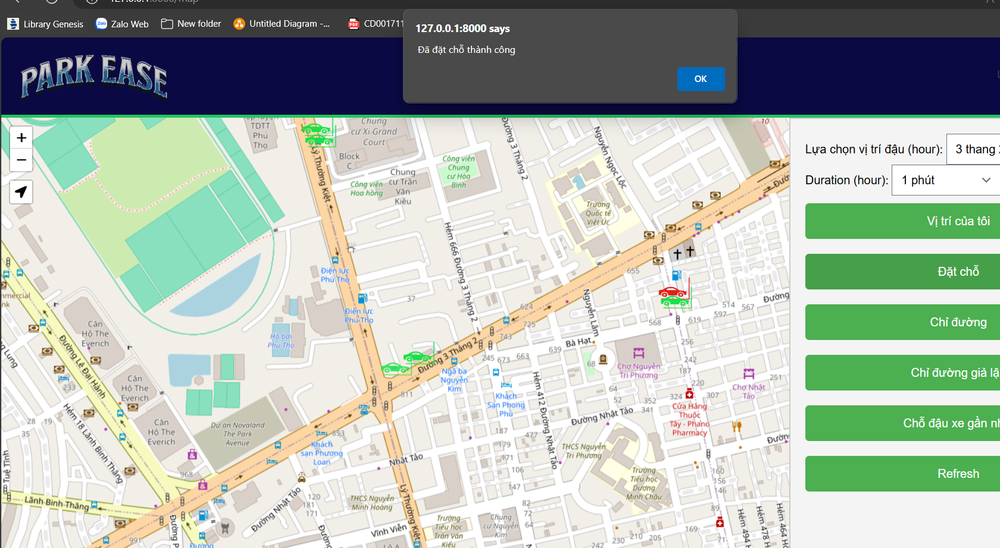 Library Genesis
Zalo Web
New folder
Untitled Diagram -...
CD001711
127.0.0.1:8000 says
Đã đặt chỗ thành công
OK
PARK EASE
+
−
TDTT
Phú
Thọ
Chung
cư Xi Grand
Court
Block
C
Lý Thường Kiệt
Công viên
Hoa hồng
Chung
cư Trần
Văn
Kiều
Công viên
Chung
cư Hòa
Bình
Đường 3 Tháng 2
Nguyễn Ngọc Lộc
10
Trường
Quốc tế
Việt Úc
Hẻm 666 Đường 3 Tháng 2
Điện lực
Phú Thọ
Điện lực
Phú Thọ
37
655
624
725
743
Nguyễn Lâm
Đường
514
567
597
619
568
Bà Hạt
639
663
673
245
256
242
187
220
68
Chợ Nguyễn
Tri Phương
251
Chợ Nhật
Tảo
Căn
Hộ The
Everich
Đường Lê Đại Hành
Hồ bơi
Phú Thọ
Đường 3 Tháng 2
Ngã ba
Nguyễn
Kim
811
Khách
Sạn Phong
Phú
Hẻm 412 Đường Nhật Tảo
64
52
352
341
324
307
Cửa Hàng
Thuốc
Tây - Phano
Pharmacy
Căn
Hộ The
Everich
233
Hẻm 18 Lãnh Binh Thăng
28
19
35
Căn
Hộ The
Everich
Dự án Novaland
The Park
Avenue
853
Khách
sạn Phương
Loan
Nhật Tảo
Đường Nhật Tảo
187
179
171
106
147
477
THCS Nguyễn
Tri Phương
Trường
Tiểu học
Dương
Minh Châu
160
156
146
968
Lãnh Binh Thăng
Đường Nhật Tảo
120
181
171
THCS Nguyễn
Minh Hoàng
Lý Thường Kiệt
82
72
64
89
Vĩnh Viễn
Trường
Tiểu học
Trần Văn
Kiếu
Chung
cư Nguyễn
Kim
169
205
210
230
242
Hẻm 494
Hẻm 478
Hẻm 464
991
Đường
Lựa chọn vị trí đậu (hour): 3 thang
Duration (hour): 1 phút
Vị trí của tôi
Đặt chỗ
Chỉ đường
Chỉ đường giả lậ
Chỗ đậu xe gần nh
Refresh